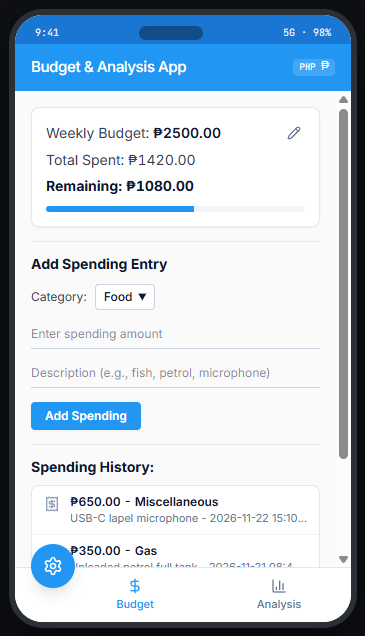 9:41
5G · 98%
Budget & Analysis App
PHP ₱
Weekly Budget: ₱2500.00
Total Spent: ₱1420.00
Remaining: ₱1080.00
Add Spending Entry
Category: Food ▼
Enter spending amount
Description (e.g., fish, petrol, microphone)
Add Spending
Spending History:
₱650.00 - Miscellaneous
USB-C lapel microphone - 2026-11-22 15:10...
₱350.00 - Gas
Unleaded petrol full tank - 2026-11-21 08:4...
Budget
Analysis